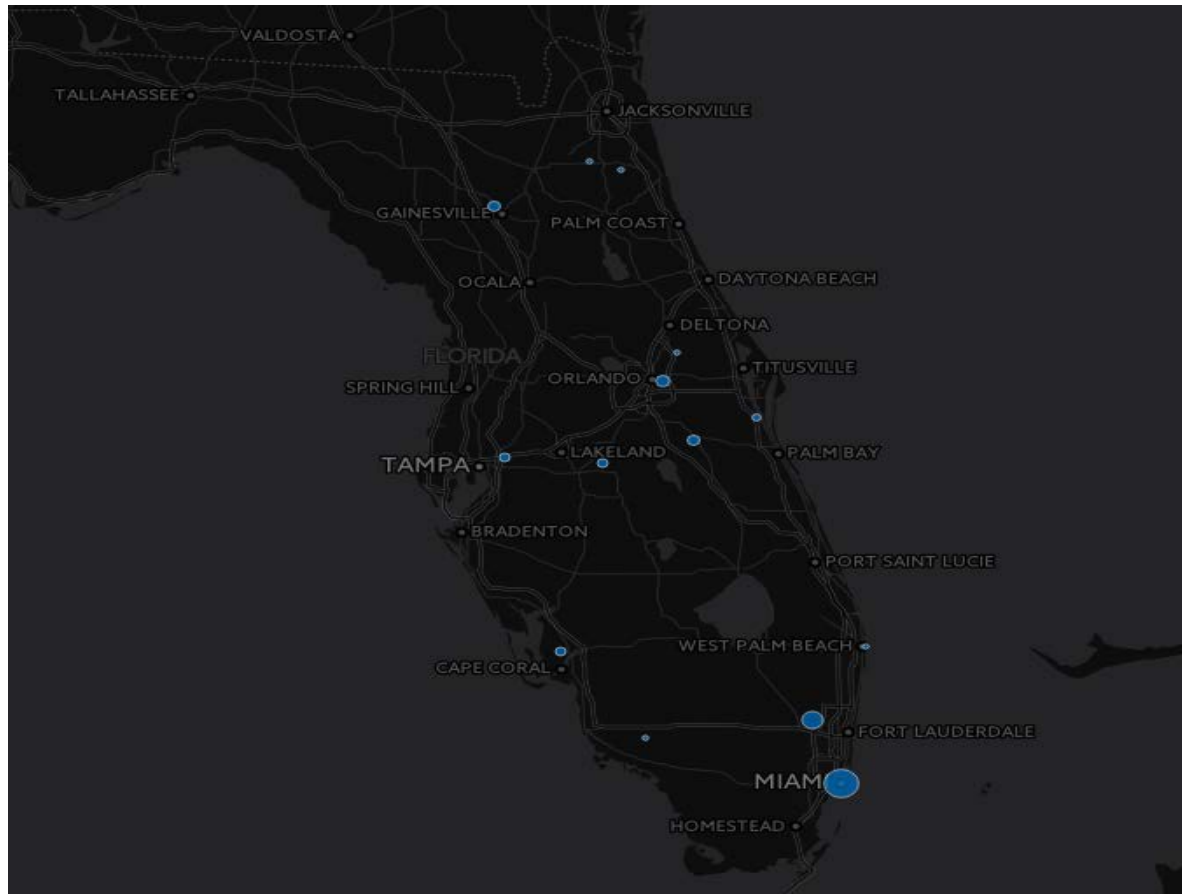 VALDOSTA
TALLAHASSEE
JACKSONVILLE
GAINESVILLE
PALM COAST
OCALA
DAYTONA BEACH
DELTONA
FLORIDA
TITUSVILLE
ORLANDO
SPRING HILL
LAKELAND
PALM BAY
TAMPA
BRADENTON
PORT SAINT LUCIE
WEST PALM BEACH
CAPE CORAL
FORT LAUDERDALE
MIAMI
HOMESTEAD